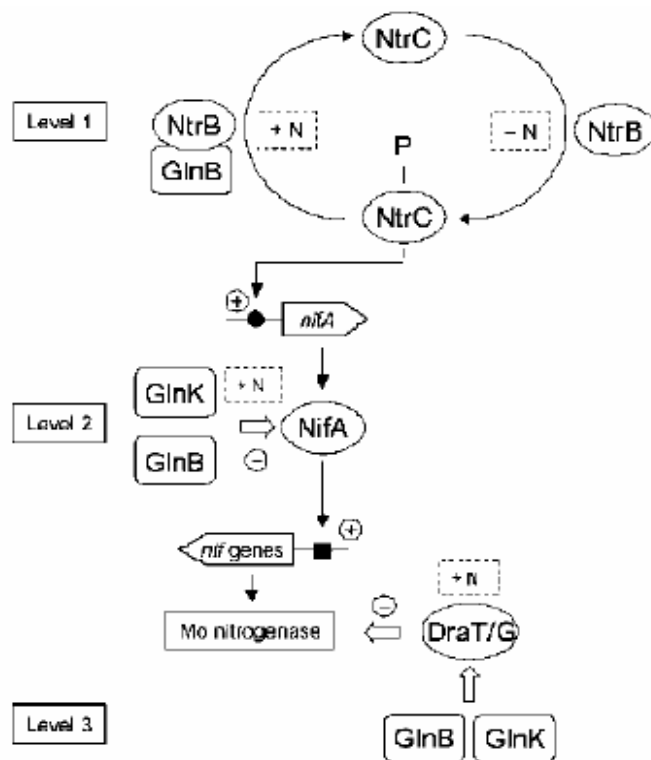 NtrC
Level 1
NtrB
GlnB
+ N
– N
NtrB
P
NtrC
+
nifA
GlnK
+ N
Level 2
NifA
GlnB
–
+
nif genes
+ N
–
Mo nitrogenase
DraT/G
Level 3
GlnB
GlnK